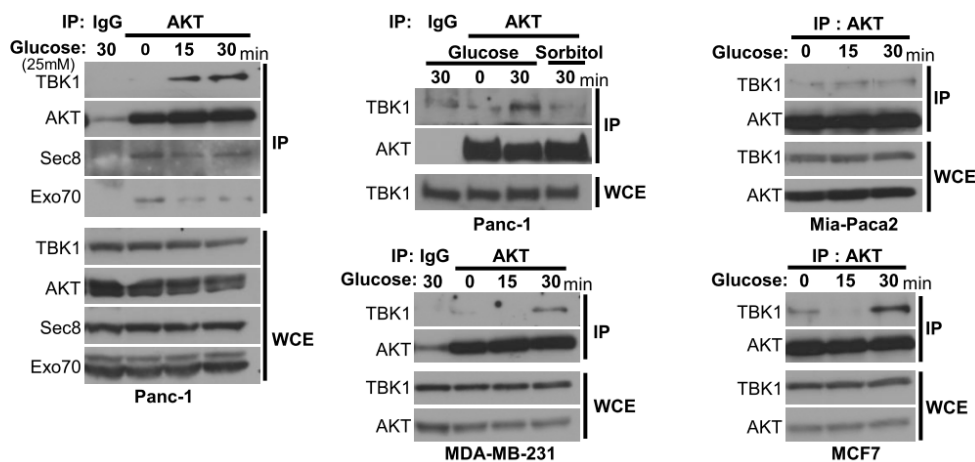 IP: IgG AKT
Glucose: 30 0 15 30 min
(25mM)
TBK1
AKT
Sec8
Exo70
IP
TBK1
AKT
Sec8
Exo70
WCE
Panc-1
IP: IgG AKT
Glucose Sorbitol
30 0 30 30 min
TBK1
AKT
IP
TBK1
WCE
Panc-1
IP : AKT
0 15 30 min
TBK1
AKT
IP
TBK1
AKT
WCE
Mia-Paca2
IP: IgG AKT
Glucose: 30 0 15 30 min
TBK1
AKT
IP
TBK1
AKT
WCE
MDA-MB-231
IP : AKT
Glucose: 0 15 30 min
TBK1
AKT
IP
TBK1
AKT
WCE
MCF7